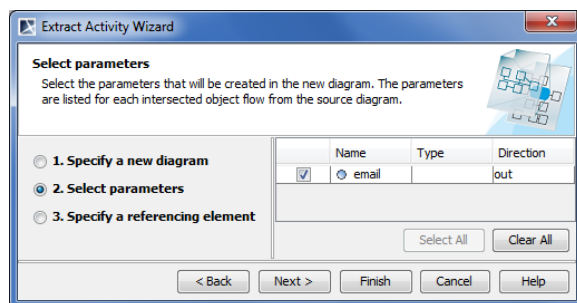 Extract Activity Wizard
Select parameters
Select the parameters that will be created in the new diagram. The parameters
are listed for each intersected object flow from the source diagram.
1. Specify a new diagram
2. Select parameters
3. Specify a referencing element
Name Type Direction
email out
Select All Clear All
< Back Next > Finish Cancel Help